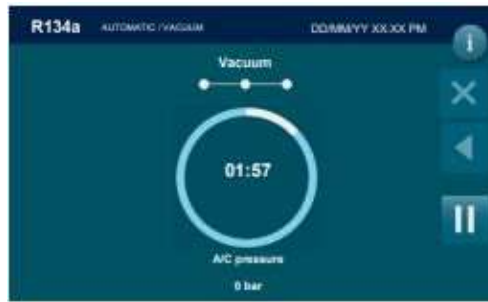 R134a AUTOMATIC / VACUUM DD/MM/YY XX:XX PM
i
Vacuum
01:57
A/C pressure
0 bar